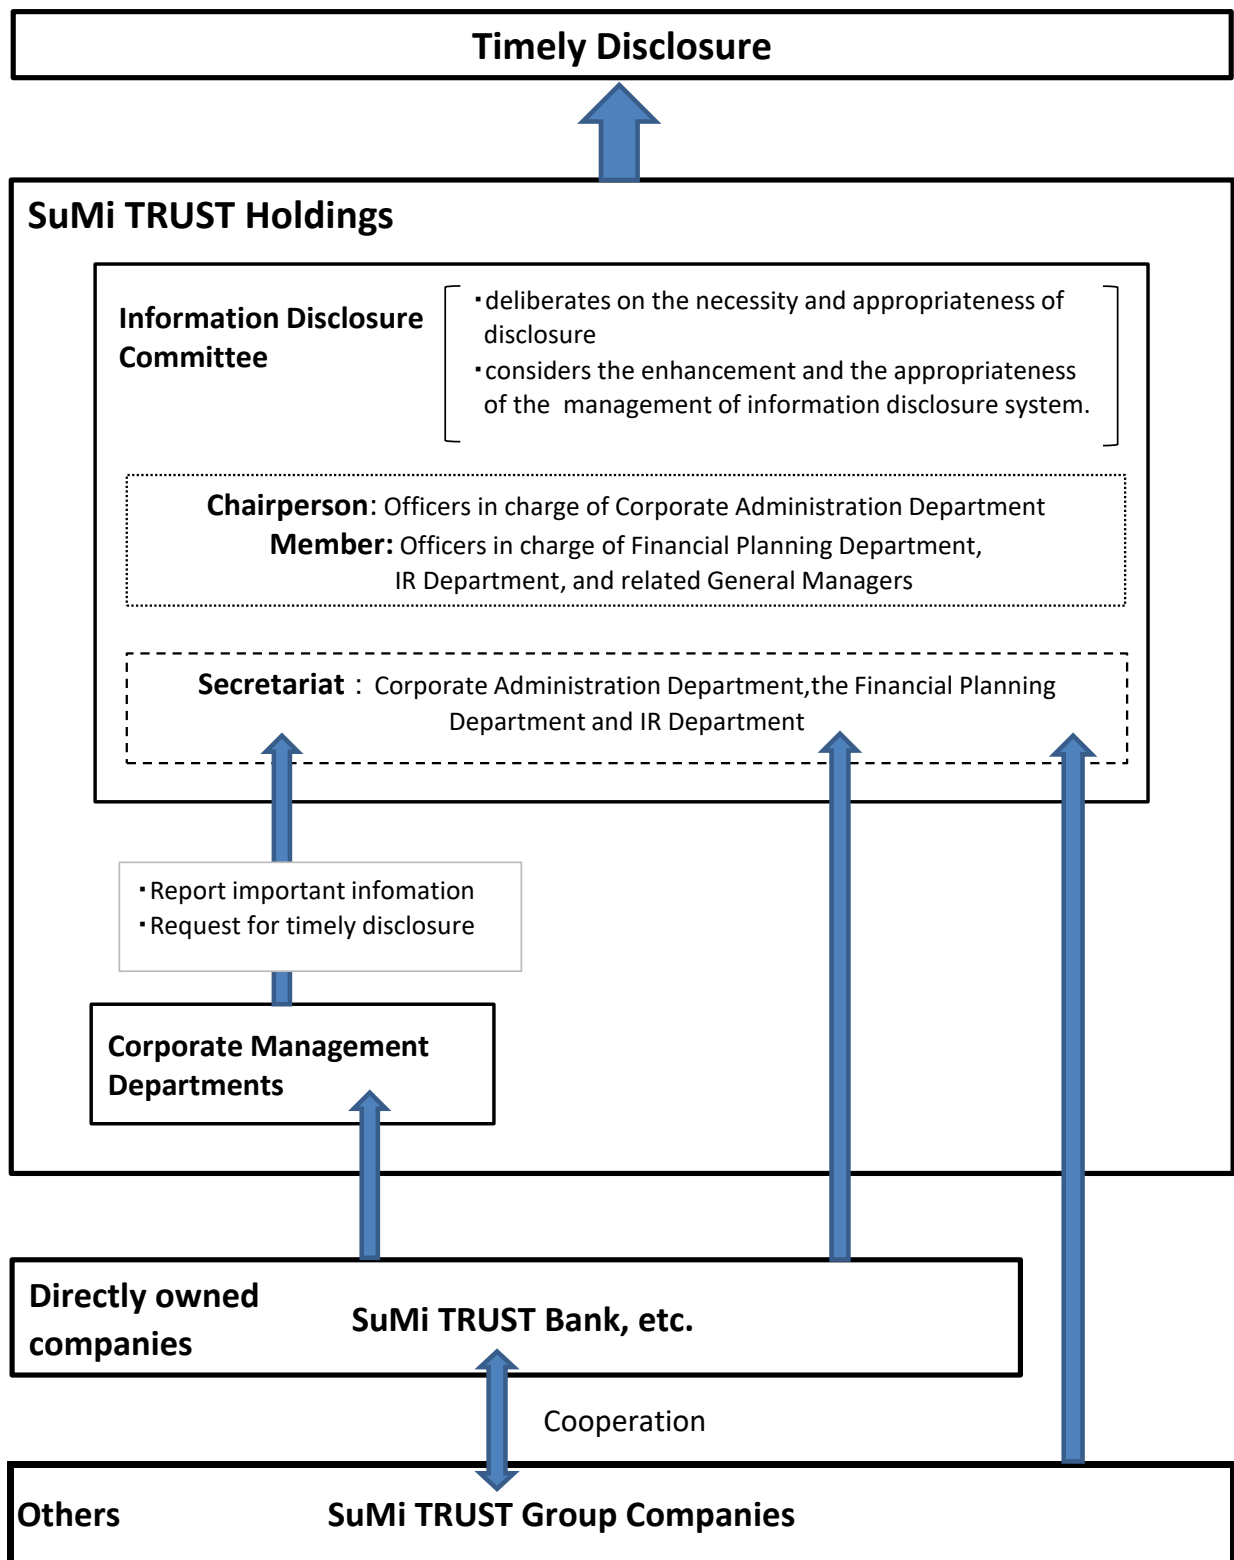 Timely Disclosure
SuMi TRUST Holdings
Information Disclosure
Committee
・deliberates on the necessity and appropriateness of
disclosure
・considers the enhancement and the appropriateness
of the  management of information disclosure system.
Chairperson: Officers in charge of Corporate Administration Department
Member: Officers in charge of Financial Planning Department,
IR Department, and related General Managers
Secretariat : Corporate Administration Department,the Financial Planning
Department and IR Department
・Report important infomation
・Request for timely disclosure
Corporate Management
Departments
Directly owned
companies
SuMi TRUST Bank, etc.
Cooperation
Others
SuMi TRUST Group Companies